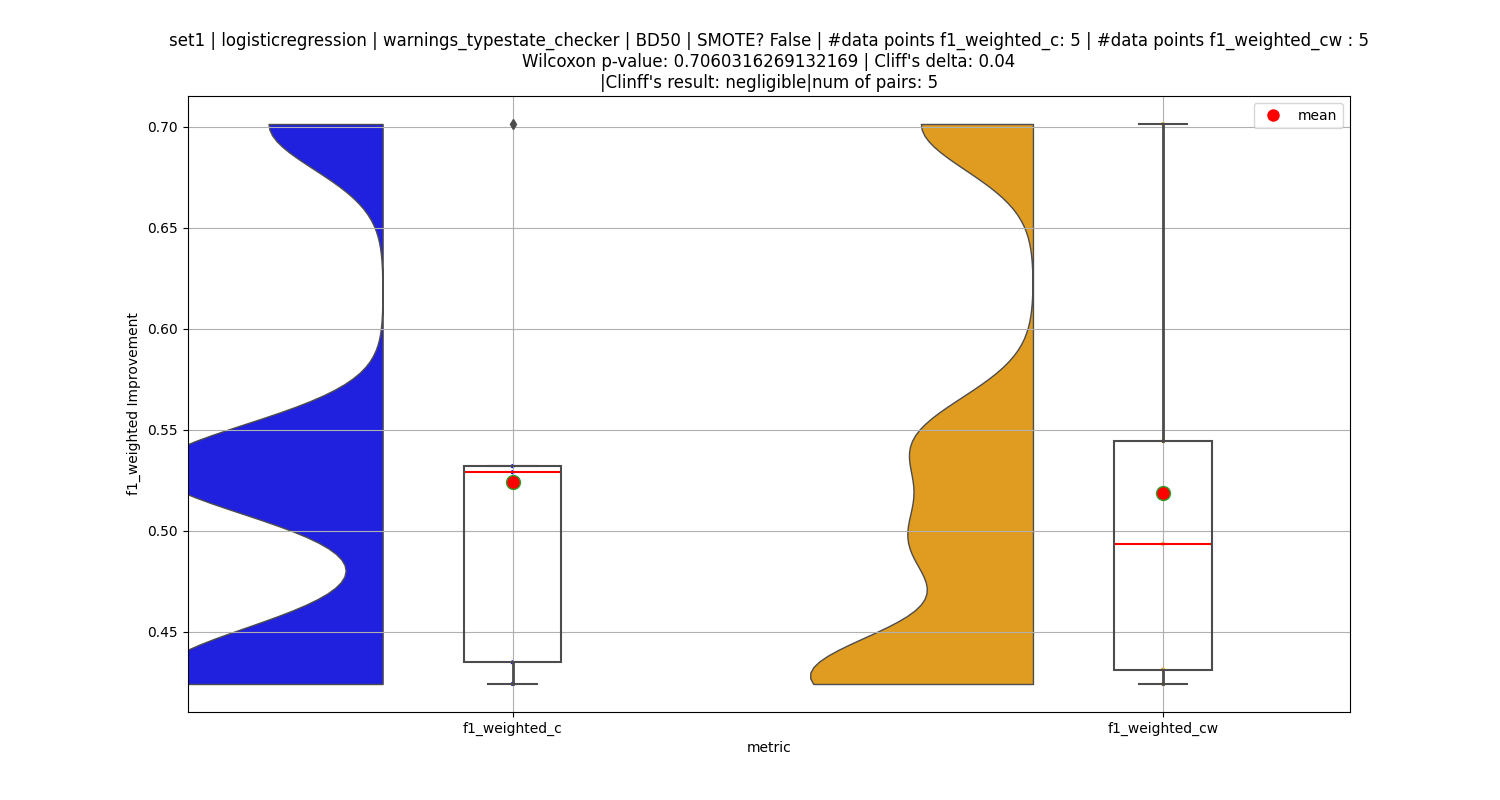 set1 | logisticregression | warnings_typestate_checker | BD50 | SMOTE? False | #data points f1_weighted_c: 5 | #data points f1_weighted_cw : 5
Wilcoxon p-value: 0.7060316269132169 | Cliff's delta: 0.04
|Clinff's result: negligible|num of pairs: 5
mean
0.70
0.65
0.60
0.55
0.50
0.45
f1_weighted Improvement
f1_weighted_c
f1_weighted_cw
metric